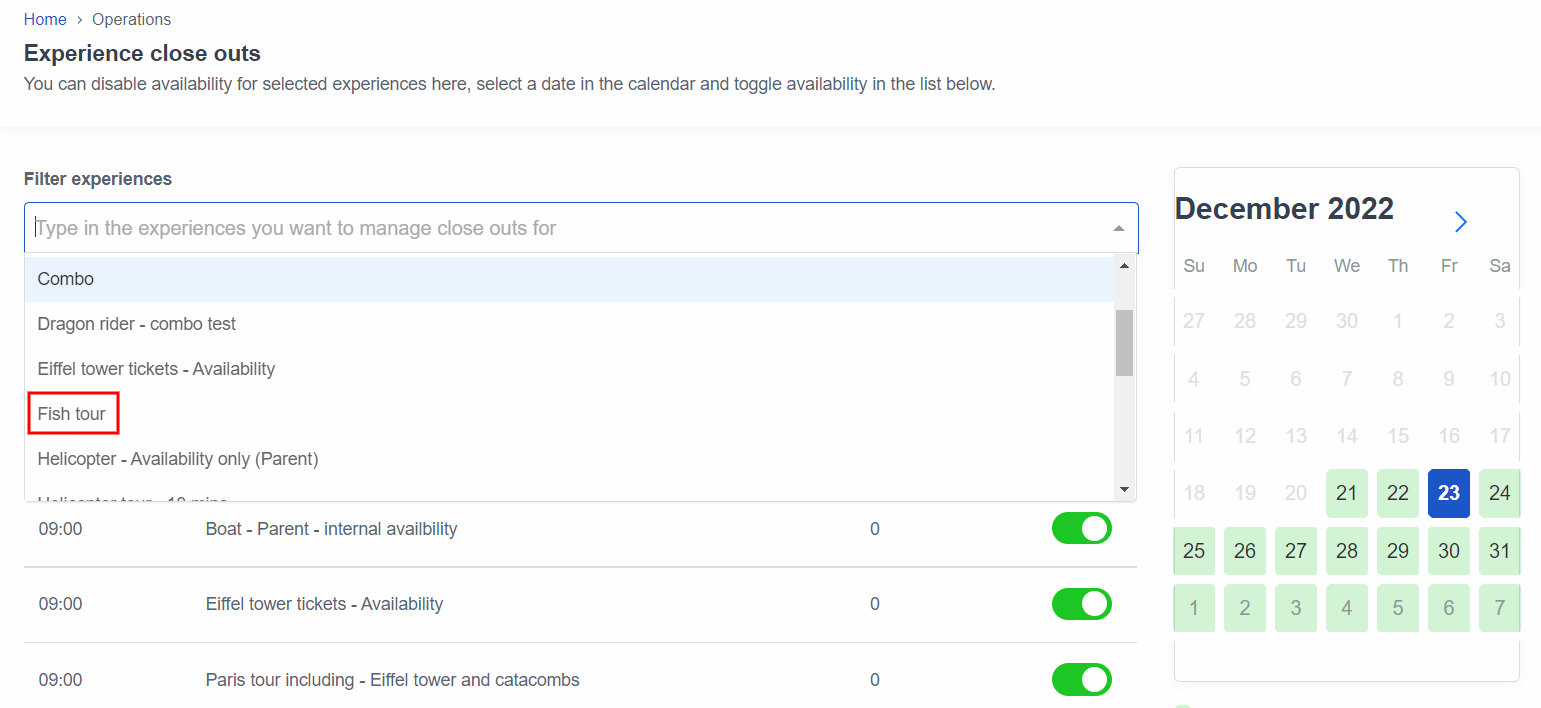 Home › Operations
Experience close outs
You can disable availability for selected experiences here, select a date in the calendar and toggle availability in the list below.
Filter experiences
Type in the experiences you want to manage close outs for
Combo
Dragon rider - combo test
Eiffel tower tickets - Availability
Fish tour
Helicopter - Availability only (Parent)
09:00 Boat - Parent - internal availbility 0
09:00 Eiffel tower tickets - Availability 0
09:00 Paris tour including - Eiffel tower and catacombs 0
December 2022
Su Mo Tu We Th Fr Sa
27 28 29 30 1 2 3
4 5 6 7 8 9 10
11 12 13 14 15 16 17
18 19 20 21 22 23 24
25 26 27 28 29 30 31
1 2 3 4 5 6 7